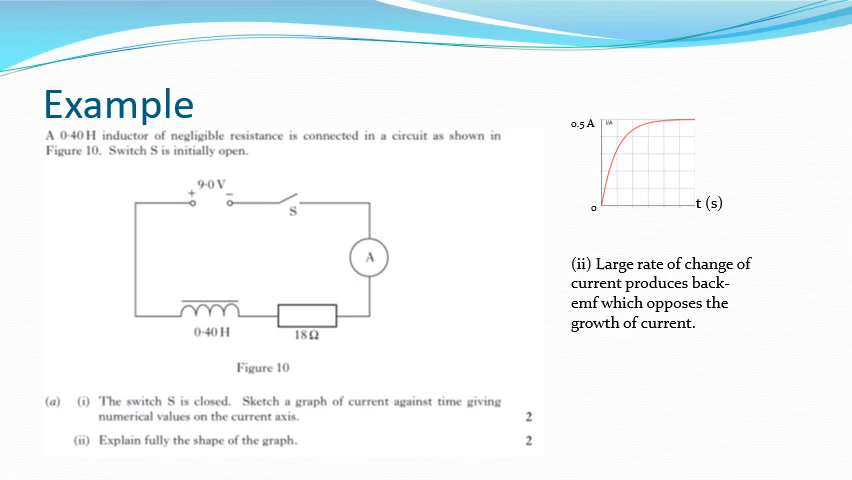 Example
A 0·40 H inductor of negligible resistance is connected in a circuit as shown in
Figure 10. Switch S is initially open.
9·0 V
+
−
S
A
0·40 H
18 Ω
Figure 10
(a) (i) The switch S is closed. Sketch a graph of current against time giving
numerical values on the current axis.
2
(ii) Explain fully the shape of the graph.
2
0.5 A
I/A
0
t (s)
(ii) Large rate of change of
current produces back-
emf which opposes the
growth of current.